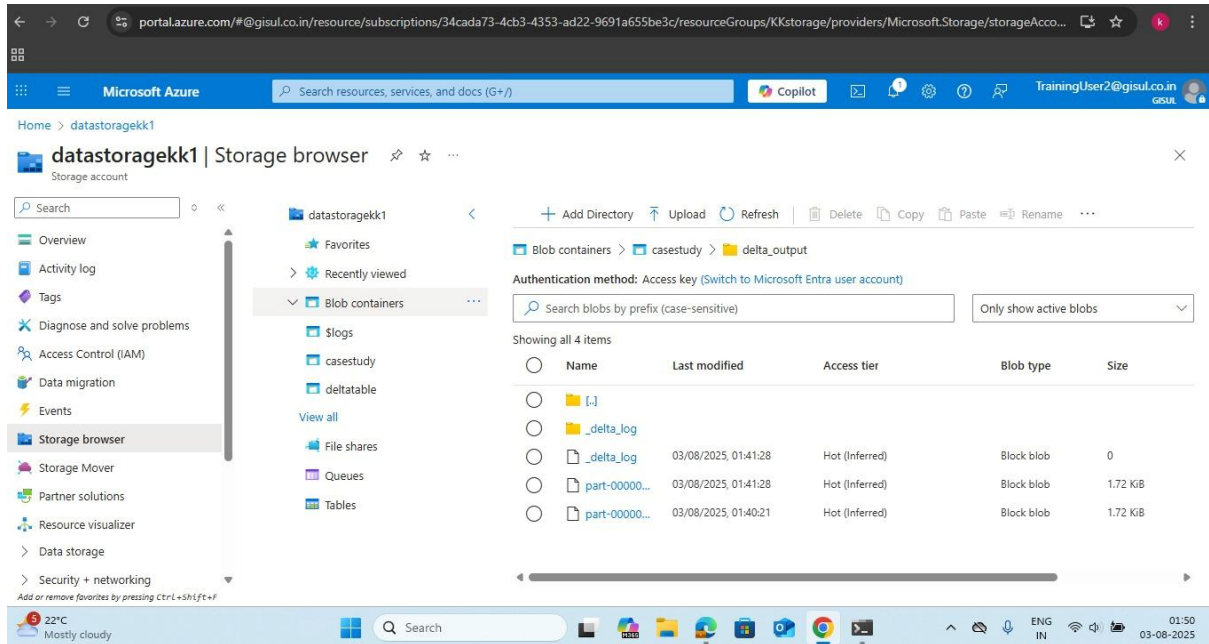 portal.azure.com/#@gisul.co.in/resource/subscriptions/34cada73-4cb3-4353-ad22-9691a655be3c/resourceGroups/KKstorage/providers/Microsoft.Storage/storageAcco...
k
Microsoft Azure
Search resources, services, and docs (G+/)
Copilot
1
TrainingUser2@gisul.co.in
GISUL
Home > datastoragekk1
datastoragekk1 | Storage browser
Storage account
Search
Overview
Activity log
Tags
Diagnose and solve problems
Access Control (IAM)
Data migration
Events
Storage browser
Storage Mover
Partner solutions
Resource visualizer
Data storage
Security + networking
Add or remove favorites by pressing Ctrl+Shift+F
datastoragekk1
Favorites
Recently viewed
Blob containers
$logs
casestudy
deltatable
View all
File shares
Queues
Tables
Add Directory Upload Refresh Delete Copy Paste Rename ...
Blob containers > casestudy > delta_output
Authentication method: Access key (Switch to Microsoft Entra user account)
Search blobs by prefix (case-sensitive)
Only show active blobs
Showing all 4 items
Name Last modified Access tier Blob type Size
[..]
_delta_log
_delta_log 03/08/2025, 01:41:28 Hot (Inferred) Block blob 0
part-00000... 03/08/2025, 01:41:28 Hot (Inferred) Block blob 1.72 KiB
part-00000... 03/08/2025, 01:40:21 Hot (Inferred) Block blob 1.72 KiB
5
22°C
Mostly cloudy
Search
M365
ENG
IN
01:50
03-08-2025